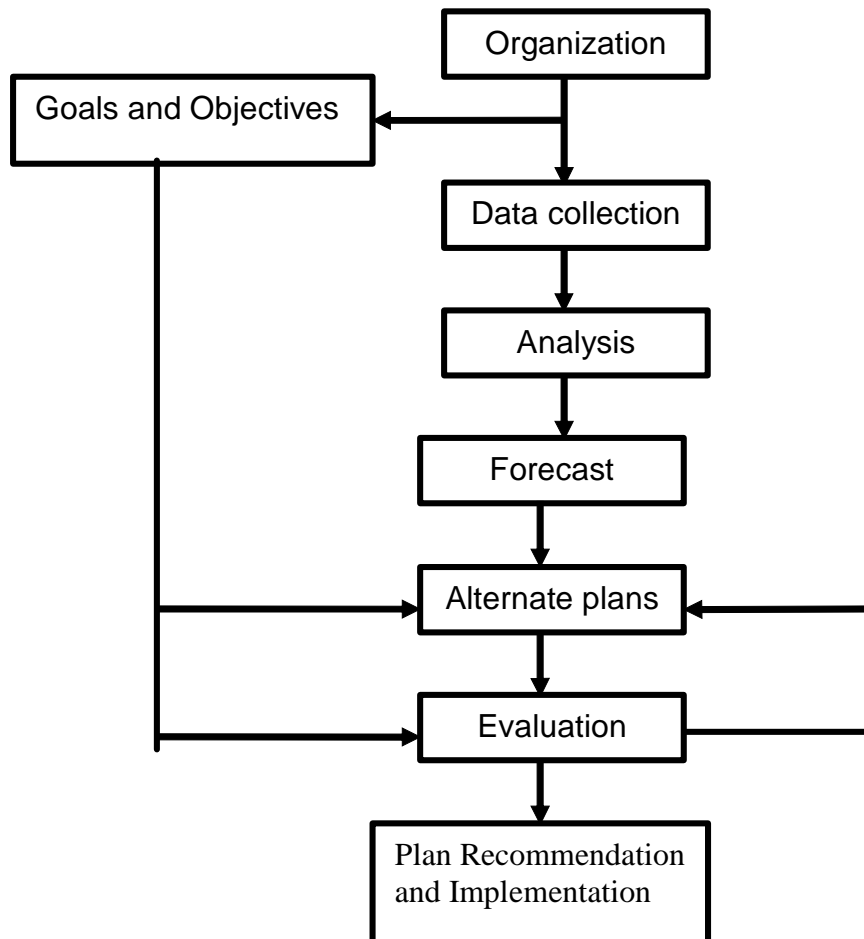 Organization
Goals and Objectives
Data collection
Analysis
Forecast
Alternate plans
Evaluation
Plan Recommendation
and Implementation